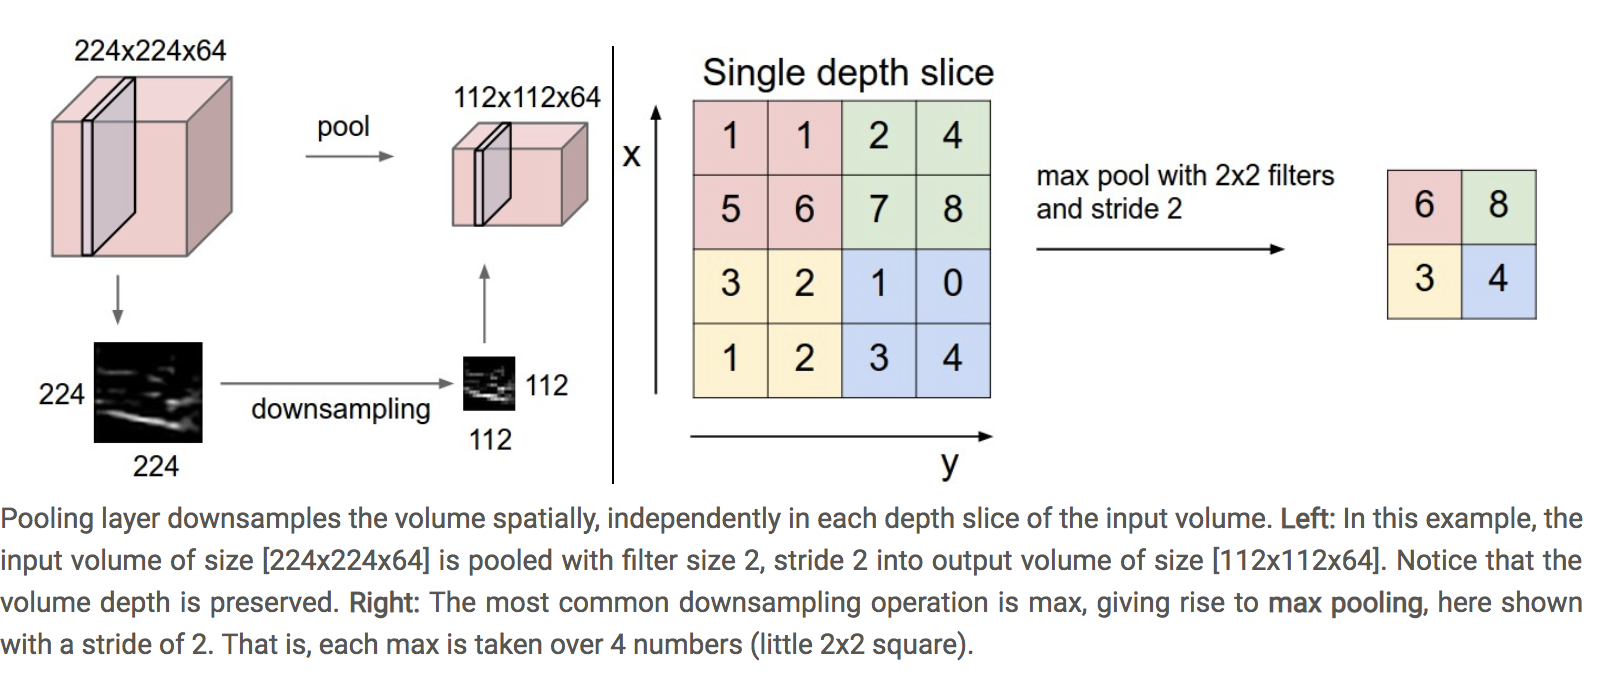 224x224x64
pool
112x112x64
224
downsampling
112
112
224
Single depth slice
x
1 1 2 4
5 6 7 8
3 2 1 0
1 2 3 4
y
max pool with 2x2 filters
and stride 2
6 8
3 4
Pooling layer downsamples the volume spatially, independently in each depth slice of the input volume. Left: In this example, the
input volume of size [224x224x64] is pooled with filter size 2, stride 2 into output volume of size [112x112x64]. Notice that the
volume depth is preserved. Right: The most common downsampling operation is max, giving rise to max pooling, here shown
with a stride of 2. That is, each max is taken over 4 numbers (little 2x2 square).